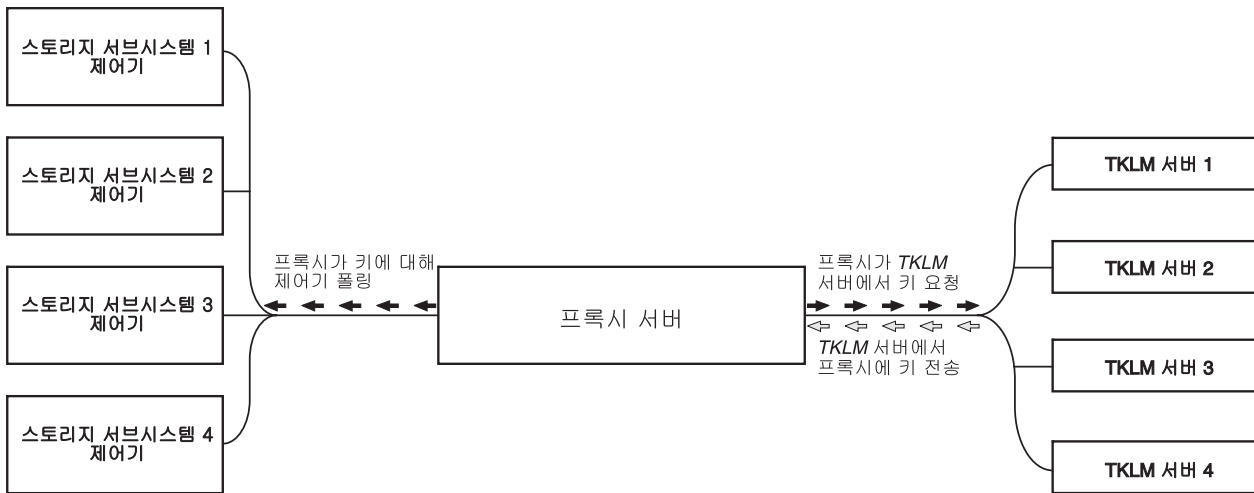 스토리지 서브시스템 1
제어기
스토리지 서브시스템 2
제어기
스토리지 서브시스템 3
제어기
스토리지 서브시스템 4
제어기
프록시가 키에 대해
제어기 폴링
프록시 서버
프록시가 TKLM
서버에서 키 요청
TKLM 서버에서
프록시에 키 전송
TKLM 서버 1
TKLM 서버 2
TKLM 서버 3
TKLM 서버 4